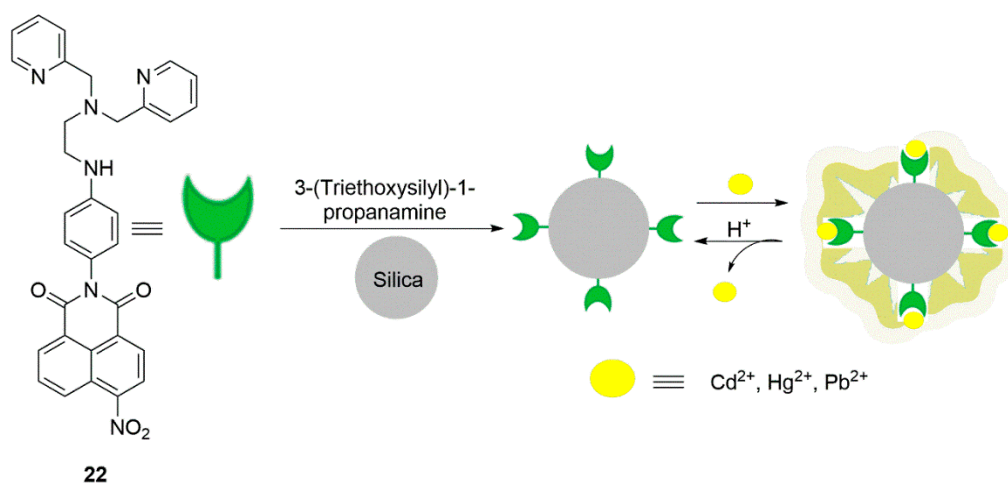 N
N
N
NH
3-(Triethoxysilyl)-1-
propanamine
Silica
H⁺
O
N
O
NO₂
Cd²⁺, Hg²⁺, Pb²⁺
22